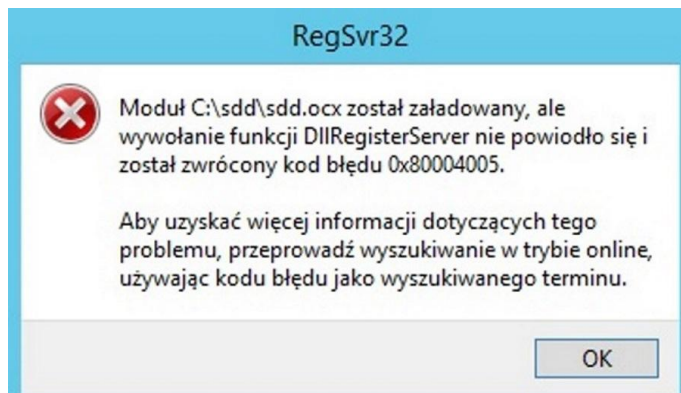 RegSvr32
Moduł C:\sdd\sdd.ocx został załadowany, ale
wywołanie funkcji DllRegisterServer nie powiodło się i
został zwrócony kod błędu 0x80004005.
Aby uzyskać więcej informacji dotyczących tego
problemu, przeprowadź wyszukiwanie w trybie online,
używając kodu błędu jako wyszukiwanego terminu.
OK